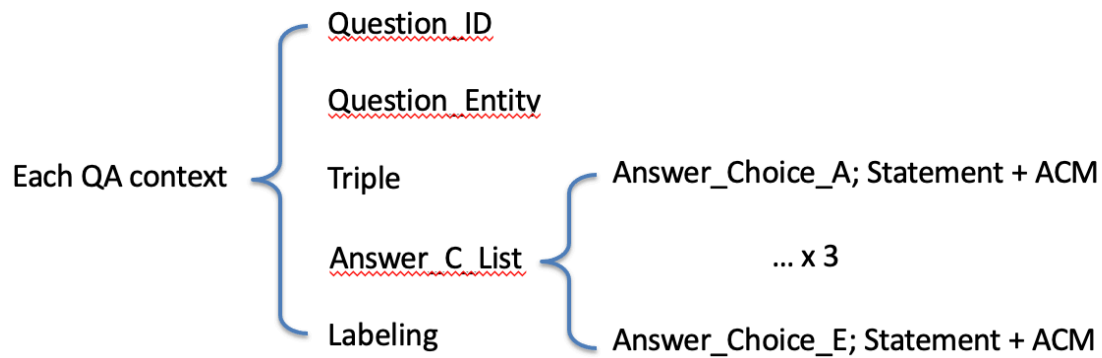 Question_ID
Question_Entity
Each QA context
Triple
Answer_Choice_A; Statement + ACM
Answer_C_List
... x 3
Labeling
Answer_Choice_E; Statement + ACM